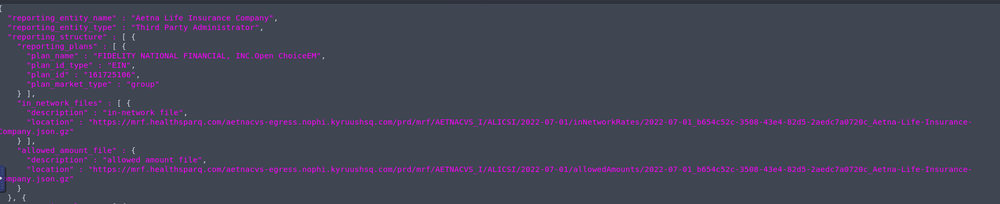 {
"reporting_entity_name" : "Aetna Life Insurance Company",
"reporting_entity_type" : "Third Party Administrator",
"reporting_structure" : [ {
"reporting_plans" : [ {
"plan_name" : "FIDELITY NATIONAL FINANCIAL, INC.Open ChoiceEM",
"plan_id_type" : "EIN",
"plan_id" : "161725106",
"plan_market_type" : "group"
} ],
"in_network_files" : [ {
"description" : "in-network file",
"location" : "https://mrf.healthsparq.com/aetnacvs-egress.nophi.kyruushsq.com/prd/mrf/AETNACVS_I/ALICSI/2022-07-01/inNetworkRates/2022-07-01_b654c52c-3508-43e4-82d5-2aedc7a0720c_Aetna-Life-Insurance-
Company.json.gz"
} ],
"allowed_amount_file" : {
"description" : "allowed amount file",
"location" : "https://mrf.healthsparq.com/aetnacvs-egress.nophi.kyruushsq.com/prd/mrf/AETNACVS_I/ALICSI/2022-07-01/allowedAmounts/2022-07-01_b654c52c-3508-43e4-82d5-2aedc7a0720c_Aetna-Life-Insurance-
ompany.json.gz"
}
}, {